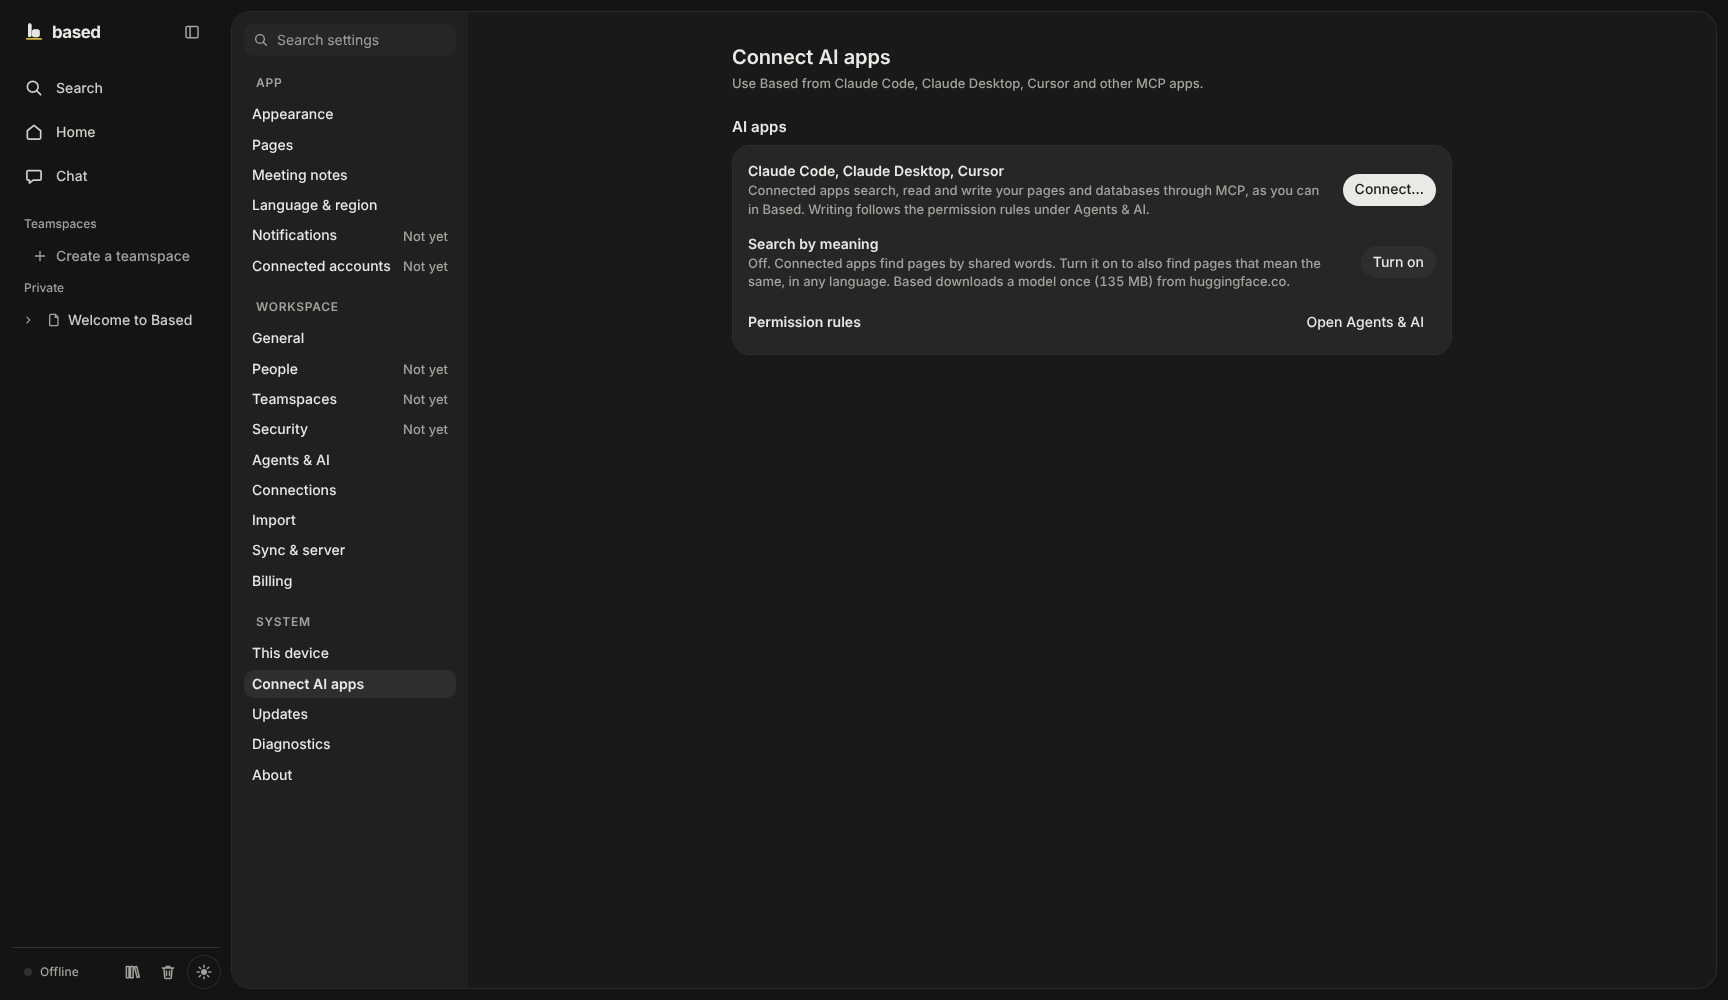 based
Search
Home
Chat
Teamspaces
Create a teamspace
Private
Welcome to Based
Offline
Search settings
APP
Appearance
Pages
Meeting notes
Language & region
Notifications Not yet
Connected accounts Not yet
WORKSPACE
General
People Not yet
Teamspaces Not yet
Security Not yet
Agents & AI
Connections
Import
Sync & server
Billing
SYSTEM
This device
Connect AI apps
Updates
Diagnostics
About
Connect AI apps
Use Based from Claude Code, Claude Desktop, Cursor and other MCP apps.
AI apps
Claude Code, Claude Desktop, Cursor
Connected apps search, read and write your pages and databases through MCP, as you can
in Based. Writing follows the permission rules under Agents & AI.
Connect...
Search by meaning
Off. Connected apps find pages by shared words. Turn it on to also find pages that mean the
same, in any language. Based downloads a model once (135 MB) from huggingface.co.
Turn on
Permission rules Open Agents & AI